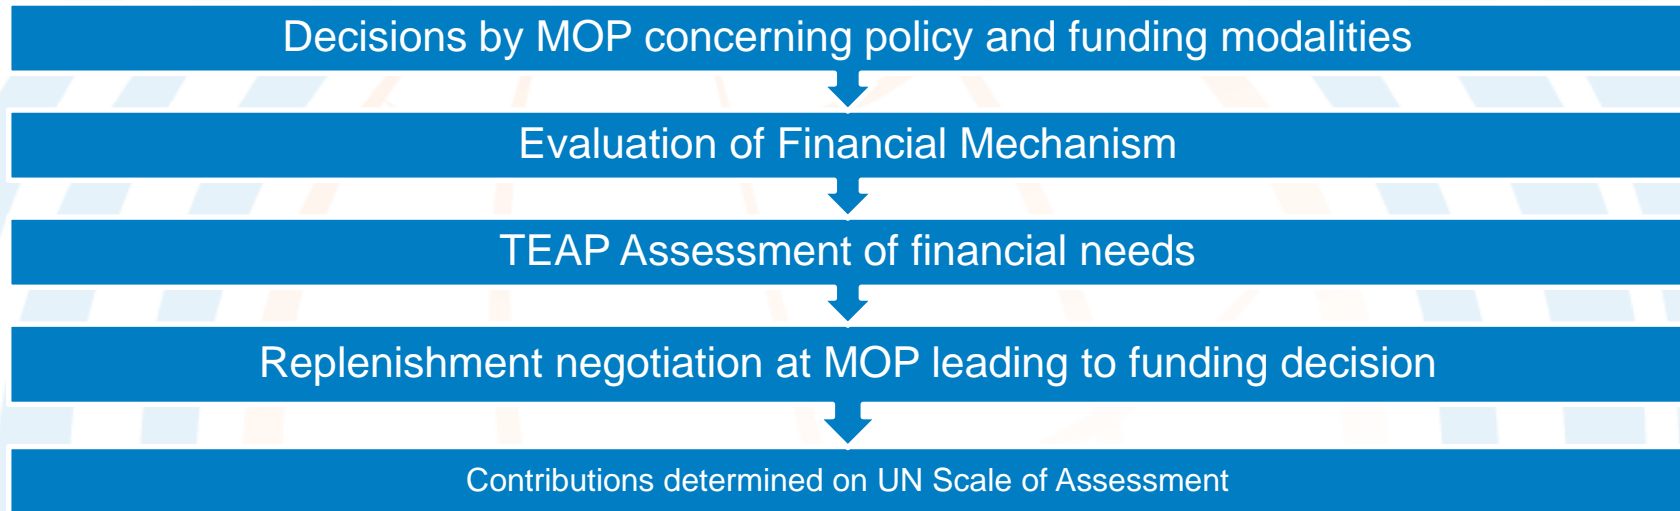 Decisions by MOP concerning policy and funding modalities
Evaluation of Financial Mechanism
TEAP Assessment of financial needs
Replenishment negotiation at MOP leading to funding decision
Contributions determined on UN Scale of Assessment